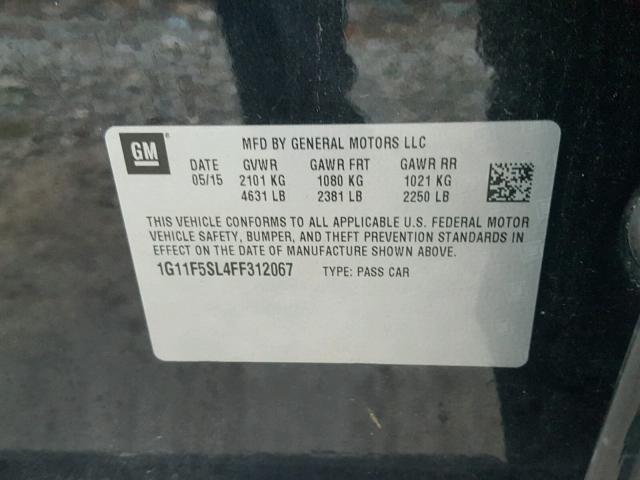 GM
MFD BY GENERAL MOTORS LLC
DATE GVWR GAWR FRT GAWR RR
05/15 2101 KG 1080 KG 1021 KG
4631 LB 2381 LB 2250 LB
THIS VEHICLE CONFORMS TO ALL APPLICABLE U.S. FEDERAL MOTOR
VEHICLE SAFETY, BUMPER, AND THEFT PREVENTION STANDARDS IN
EFFECT ON THE DATE OF MANUFACTURE SHOWN ABOVE.
1G11F5SL4FF312067 TYPE: PASS CAR